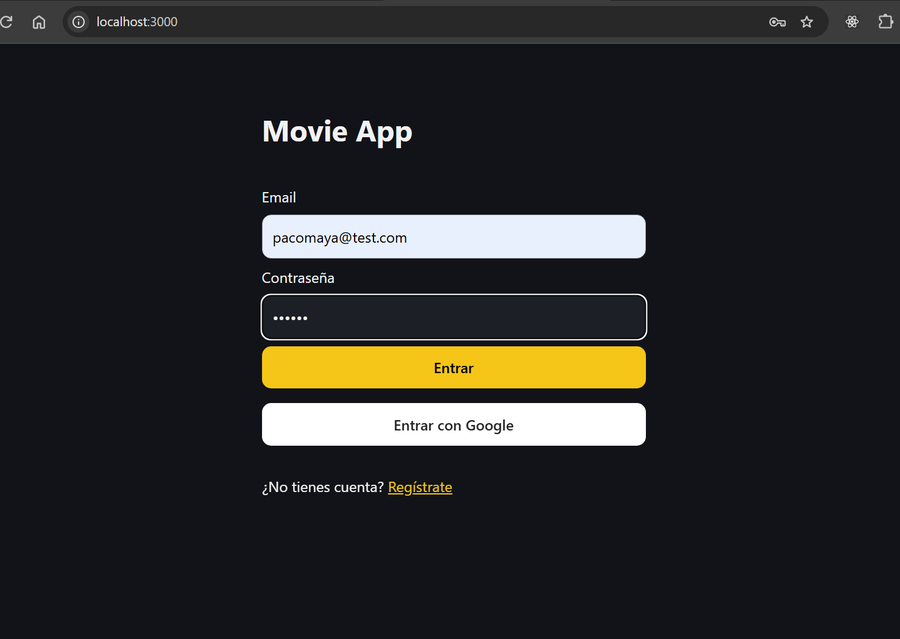 localhost:3000
Movie App
Email
pacomaya@test.com
Contraseña
••••••
Entrar
Entrar con Google
¿No tienes cuenta? Regístrate